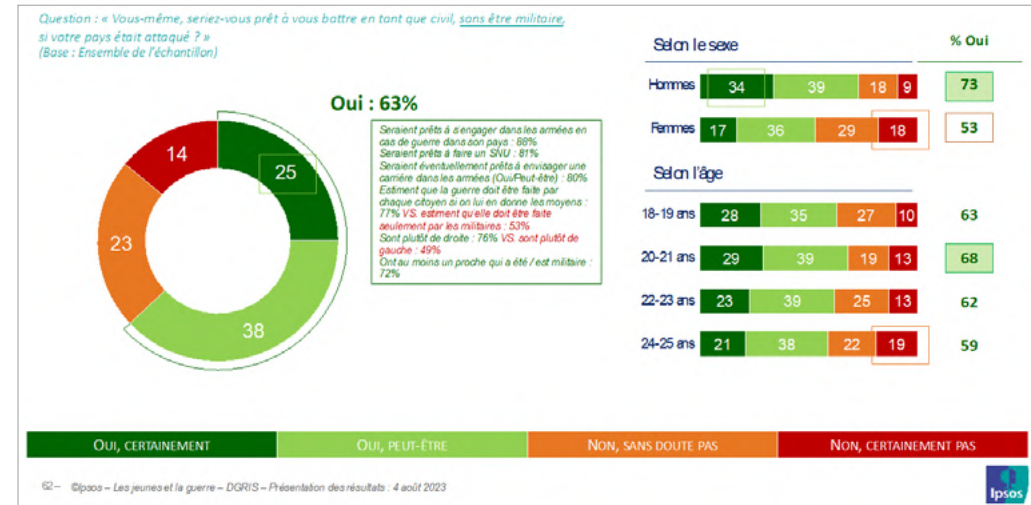 Question : « Vous-même, seriez-vous prêt à vous battre en tant que civil, sans être militaire,
si votre pays était attaqué ? »
(Base : Ensemble de l'échantillon)
Oui : 63%
25
38
23
14
Seraient prêts à s'engager dans les armées en
cas de guerre dans son pays : 88%
Seraient prêts à faire un SNU : 81%
Seraient éventuellement prêts à envisager une
carrière dans les armées (Oui/Peut-être) : 80%
Estiment que la guerre doit être faite par
chaque citoyen si on lui en donne les moyens :
77% VS. estiment qu'elle doit être faite
seulement par les militaires : 53%
Sont plutôt de droite : 76% VS. sont plutôt de
gauche : 49%
Ont au moins un proche qui a été / est militaire :
72%
Selon le sexe
% Oui
Hommes 34 39 18 9 73
Femmes 17 36 29 18 53
Selon l'âge
18-19 ans 28 35 27 10 63
20-21 ans 29 39 19 13 68
22-23 ans 23 39 25 13 62
24-25 ans 21 38 22 19 59
OUI, CERTAINEMENT OUI, PEUT-ÊTRE NON, SANS DOUTE PAS NON, CERTAINEMENT PAS
62– ©Ipsos – Les jeunes et la guerre – DGRIS – Présentation des résultats : 4 août 2023
Ipsos